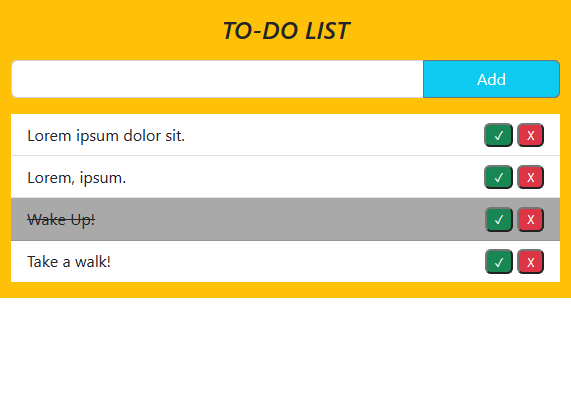 TO-DO LIST
Add
Lorem ipsum dolor sit. ✓ X
Lorem, ipsum. ✓ X
Wake Up! ✓ X
Take a walk! ✓ X